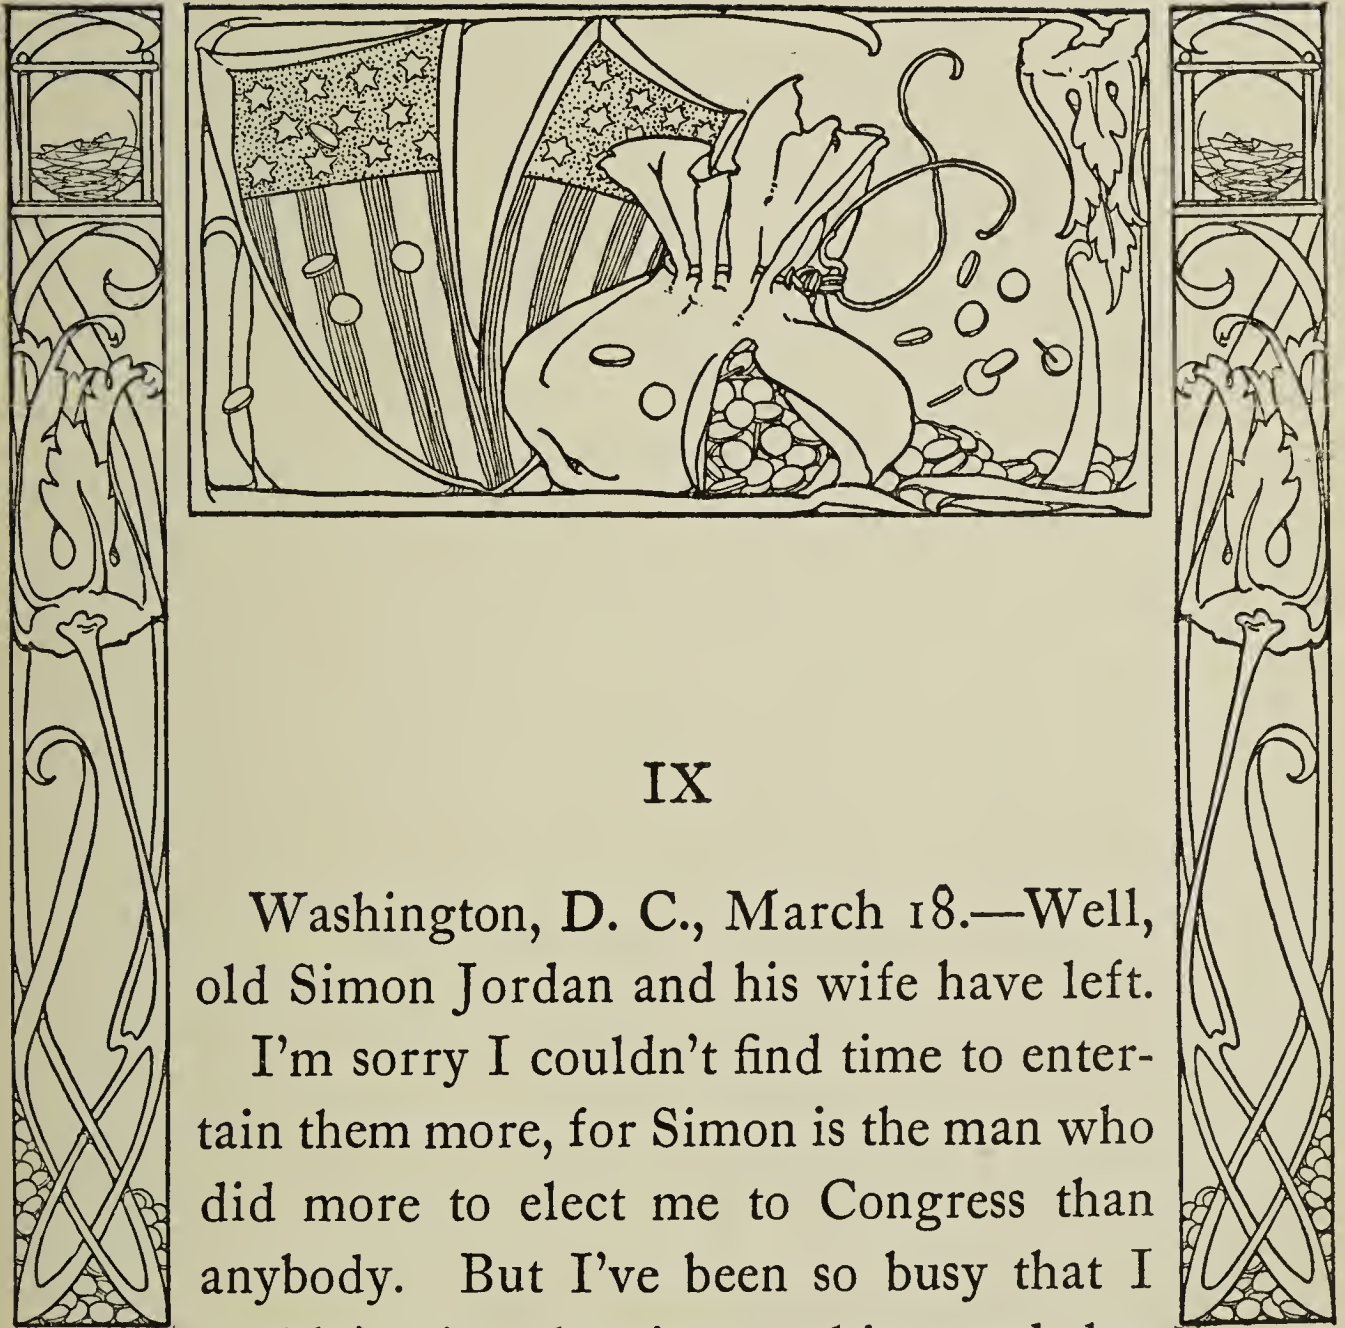 IX
Washington, D. C., March 18.—Well,
old Simon Jordan and his wife have left.
I'm sorry I couldn't find time to enter-
tain them more, for Simon is the man who
did more to elect me to Congress than
anybody. But I've been so busy that I